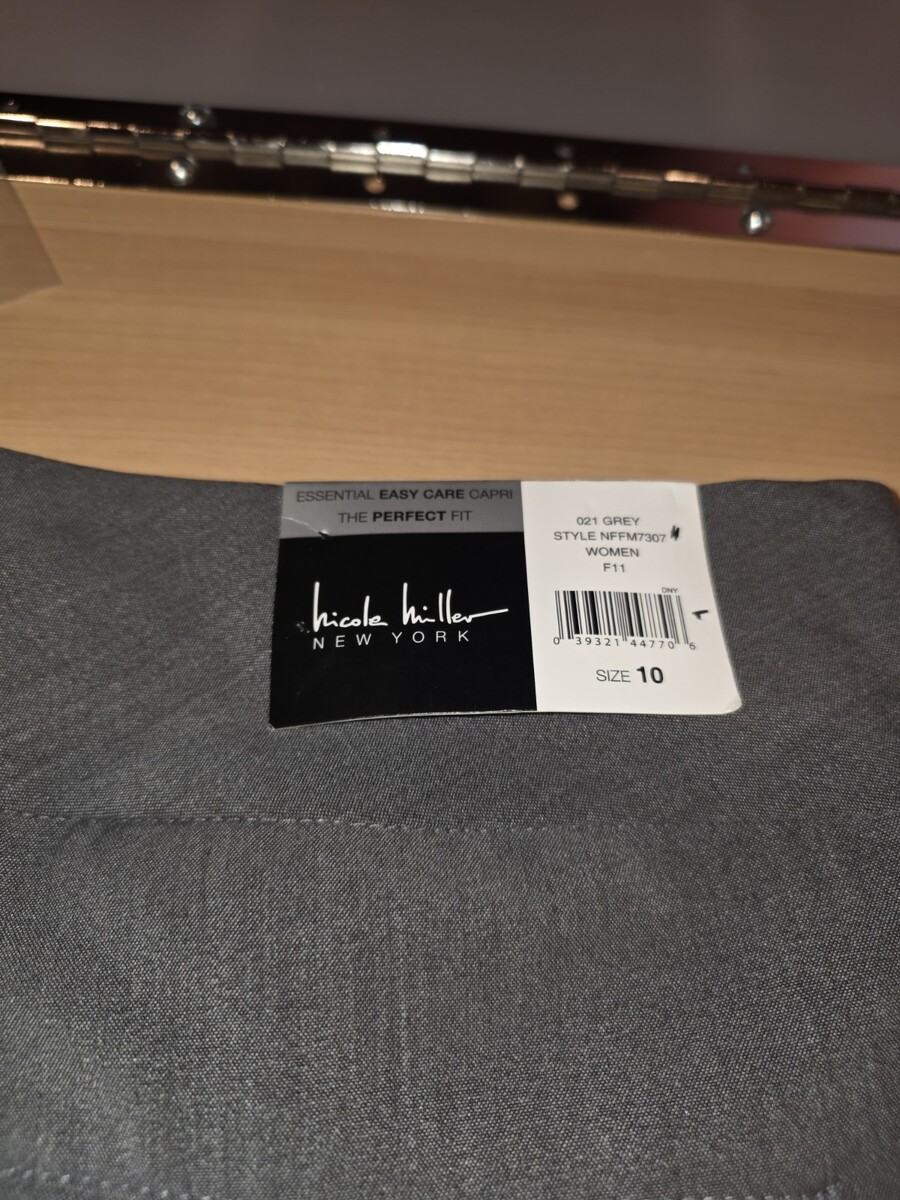 ESSENTIAL EASY CARE CAPRI
THE PERFECT FIT
nicole miller
NEW YORK
021 GREY
STYLE NFFM7307
WOMEN
F11
DNY
0 39321 44770 6
SIZE 10